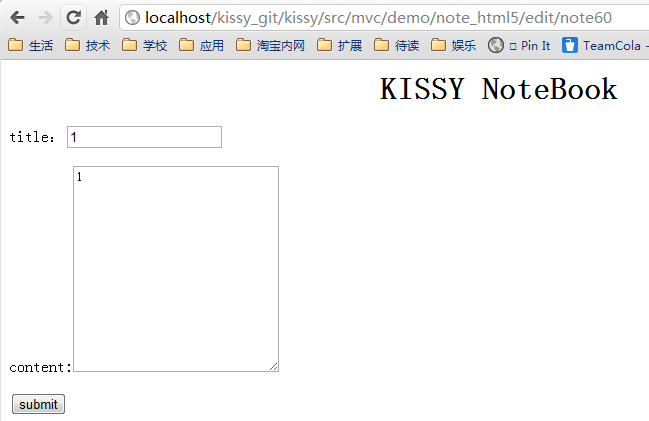 localhost/kissy_git/kissy/src/mvc/demo/note_html5/edit/note60
生活 技术 学校 应用 淘宝内网 扩展 待读 娱乐 Pin It TeamCola -
KISSY NoteBook
title: 1
1
content:
submit